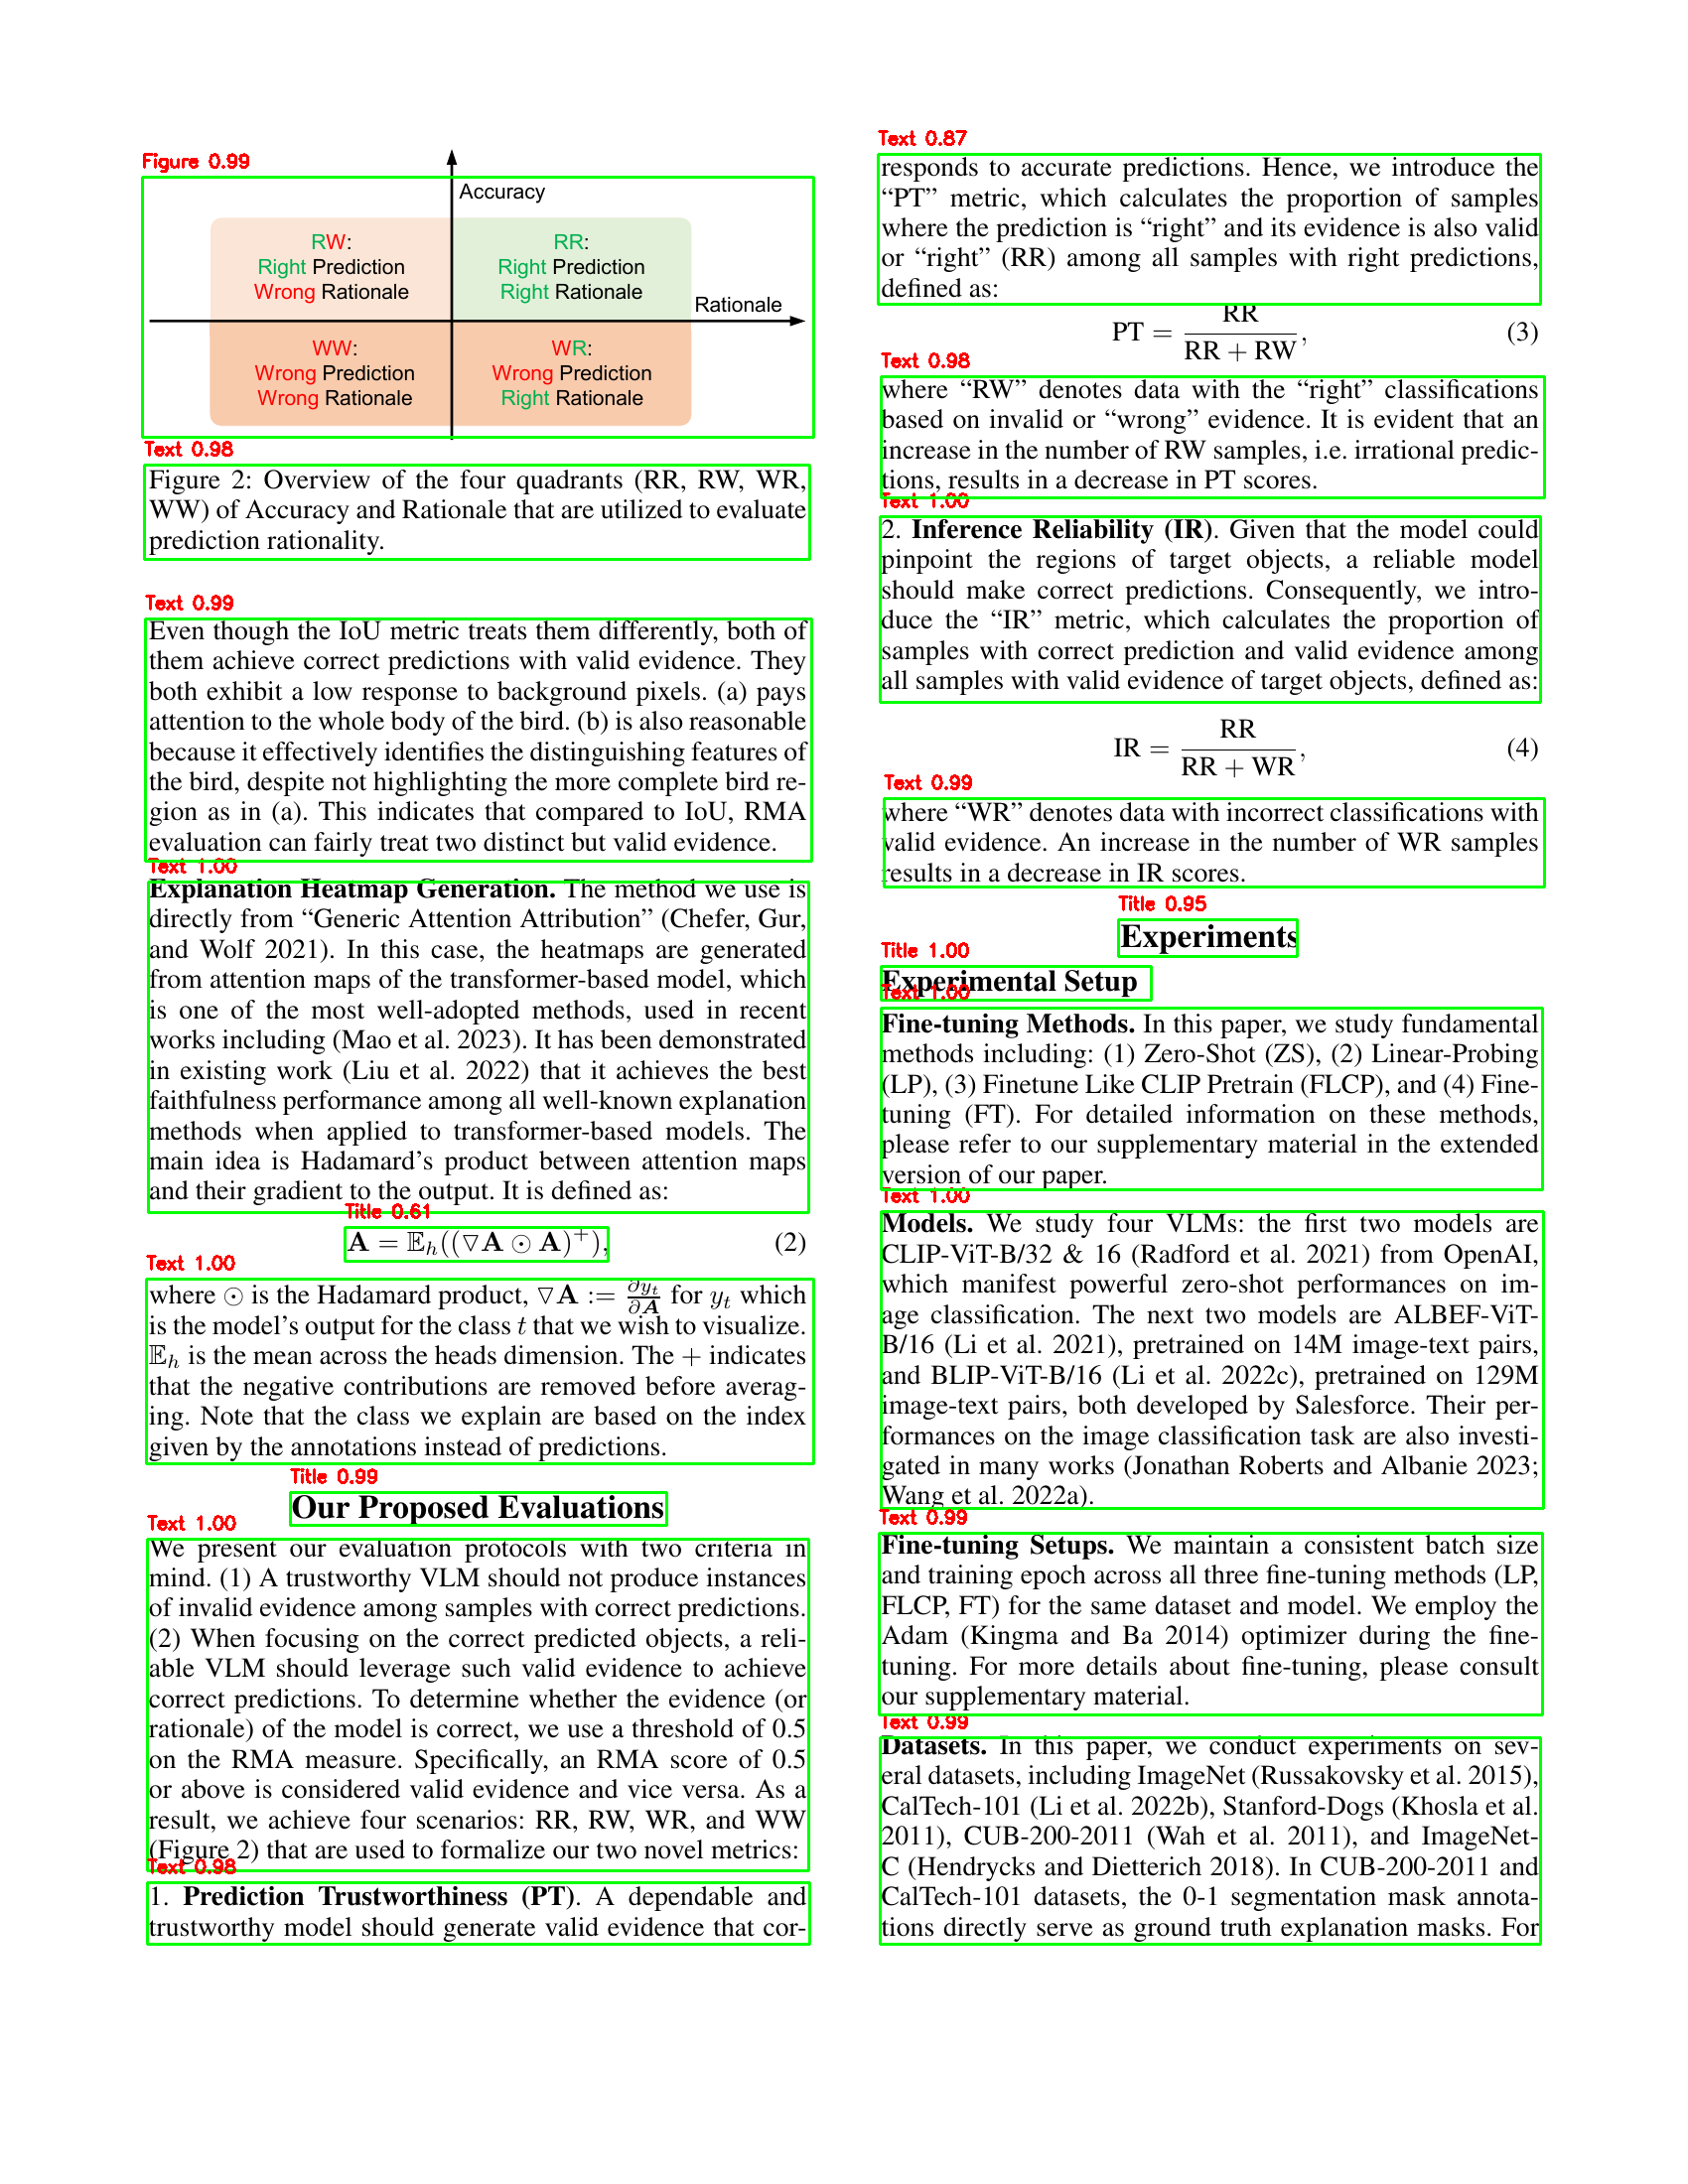 Figure 0.99
Accuracy
RW:
Right Prediction
Wrong Rationale
RR:
Right Prediction
Right Rationale
Rationale
WW:
Wrong Prediction
Wrong Rationale
WR:
Wrong Prediction
Right Rationale
Text 0.98
Figure 2: Overview of the four quadrants (RR, RW, WR,
WW) of Accuracy and Rationale that are utilized to evaluate
prediction rationality.
Text 0.99
Even though the IoU metric treats them differently, both of
them achieve correct predictions with valid evidence. They
both exhibit a low response to background pixels. (a) pays
attention to the whole body of the bird. (b) is also reasonable
because it effectively identifies the distinguishing features of
the bird, despite not highlighting the more complete bird re-
gion as in (a). This indicates that compared to IoU, RMA
evaluation can fairly treat two distinct but valid evidence.
Text 1.00
Explanation Heatmap Generation. The method we use is
directly from “Generic Attention Attribution” (Chefer, Gur,
and Wolf 2021). In this case, the heatmaps are generated
from attention maps of the transformer-based model, which
is one of the most well-adopted methods, used in recent
works including (Mao et al. 2023). It has been demonstrated
in existing work (Liu et al. 2022) that it achieves the best
faithfulness performance among all well-known explanation
methods when applied to transformer-based models. The
main idea is Hadamard’s product between attention maps
and their gradient to the output. It is defined as:
Title 0.61
A = 𝔼h((▽A ⊙ A)+), (2)
Text 1.00
where ⊙ is the Hadamard product, ▽A := ∂yt/∂A for yt which
is the model’s output for the class t that we wish to visualize.
𝔼h is the mean across the heads dimension. The + indicates
that the negative contributions are removed before averag-
ing. Note that the class we explain are based on the index
given by the annotations instead of predictions.
Title 0.99
Our Proposed Evaluations
Text 1.00
We present our evaluation protocols with two criteria in
mind. (1) A trustworthy VLM should not produce instances
of invalid evidence among samples with correct predictions.
(2) When focusing on the correct predicted objects, a reli-
able VLM should leverage such valid evidence to achieve
correct predictions. To determine whether the evidence (or
rationale) of the model is correct, we use a threshold of 0.5
on the RMA measure. Specifically, an RMA score of 0.5
or above is considered valid evidence and vice versa. As a
result, we achieve four scenarios: RR, RW, WR, and WW
(Figure 2) that are used to formalize our two novel metrics:
Text 0.98
1. Prediction Trustworthiness (PT). A dependable and
trustworthy model should generate valid evidence that cor-
Text 0.87
responds to accurate predictions. Hence, we introduce the
“PT” metric, which calculates the proportion of samples
where the prediction is “right” and its evidence is also valid
or “right” (RR) among all samples with right predictions,
defined as:
PT = RR / (RR + RW), (3)
Text 0.98
where “RW” denotes data with the “right” classifications
based on invalid or “wrong” evidence. It is evident that an
increase in the number of RW samples, i.e. irrational predic-
tions, results in a decrease in PT scores.
Text 1.00
2. Inference Reliability (IR). Given that the model could
pinpoint the regions of target objects, a reliable model
should make correct predictions. Consequently, we intro-
duce the “IR” metric, which calculates the proportion of
samples with correct prediction and valid evidence among
all samples with valid evidence of target objects, defined as:
IR = RR / (RR + WR), (4)
Text 0.99
where “WR” denotes data with incorrect classifications with
valid evidence. An increase in the number of WR samples
results in a decrease in IR scores.
Title 0.95
Experiments
Title 1.00
Experimental Setup
Text 1.00
Fine-tuning Methods. In this paper, we study fundamental
methods including: (1) Zero-Shot (ZS), (2) Linear-Probing
(LP), (3) Finetune Like CLIP Pretrain (FLCP), and (4) Fine-
tuning (FT). For detailed information on these methods,
please refer to our supplementary material in the extended
version of our paper.
Text 1.00
Models. We study four VLMs: the first two models are
CLIP-ViT-B/32 & 16 (Radford et al. 2021) from OpenAI,
which manifest powerful zero-shot performances on im-
age classification. The next two models are ALBEF-ViT-
B/16 (Li et al. 2021), pretrained on 14M image-text pairs,
and BLIP-ViT-B/16 (Li et al. 2022c), pretrained on 129M
image-text pairs, both developed by Salesforce. Their per-
formances on the image classification task are also investi-
gated in many works (Jonathan Roberts and Albanie 2023;
Wang et al. 2022a).
Text 0.99
Fine-tuning Setups. We maintain a consistent batch size
and training epoch across all three fine-tuning methods (LP,
FLCP, FT) for the same dataset and model. We employ the
Adam (Kingma and Ba 2014) optimizer during the fine-
tuning. For more details about fine-tuning, please consult
our supplementary material.
Text 0.99
Datasets. In this paper, we conduct experiments on sev-
eral datasets, including ImageNet (Russakovsky et al. 2015),
CalTech-101 (Li et al. 2022b), Stanford-Dogs (Khosla et al.
2011), CUB-200-2011 (Wah et al. 2011), and ImageNet-
C (Hendrycks and Dietterich 2018). In CUB-200-2011 and
CalTech-101 datasets, the 0-1 segmentation mask annota-
tions directly serve as ground truth explanation masks. For